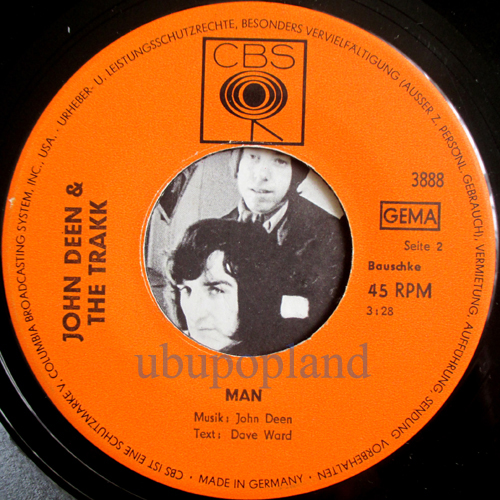 URHEBER- U. LEISTUNGSSCHUTZRECHTE, BESONDERS VERVIELFÄLTIGUNG (AUSSER Z. PERSÖNL. GEBRAUCH), VERMIETUNG, AUFFÜHRUNG, SENDUNG VORBEHALTEN
CBS
JOHN DEEN &
THE TRAKK
3888
GEMA
Seite 2
Bauschke
45 RPM
3:28
ubupopland
MAN
Musik: John Deen
Text: Dave Ward
· MADE IN GERMANY ·
CBS IST EINE SCHUTZMARKE V. COLUMBIA BROADCASTING SYSTEM, INC., USA. -